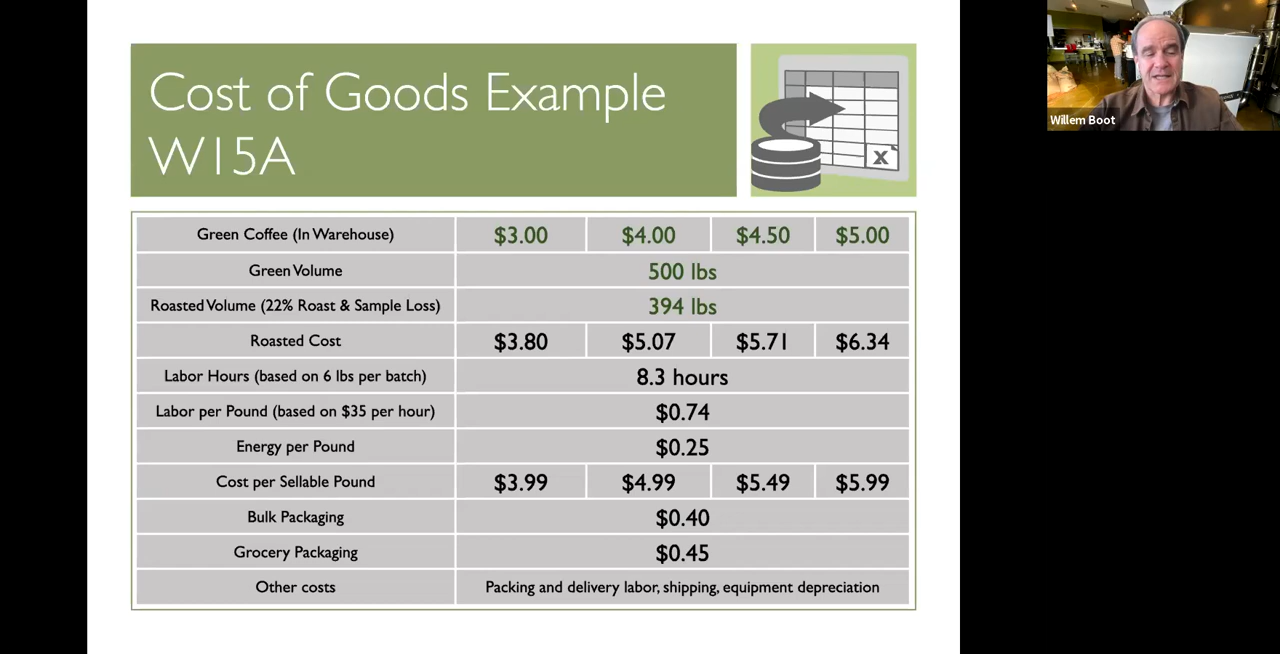 Cost of Goods Example
W15A
X
Willem Boot
Green Coffee (In Warehouse) $3.00 $4.00 $4.50 $5.00
Green Volume 500 lbs
Roasted Volume (22% Roast & Sample Loss) 394 lbs
Roasted Cost $3.80 $5.07 $5.71 $6.34
Labor Hours (based on 6 lbs per batch) 8.3 hours
Labor per Pound (based on $35 per hour) $0.74
Energy per Pound $0.25
Cost per Sellable Pound $3.99 $4.99 $5.49 $5.99
Bulk Packaging $0.40
Grocery Packaging $0.45
Other costs Packing and delivery labor, shipping, equipment depreciation